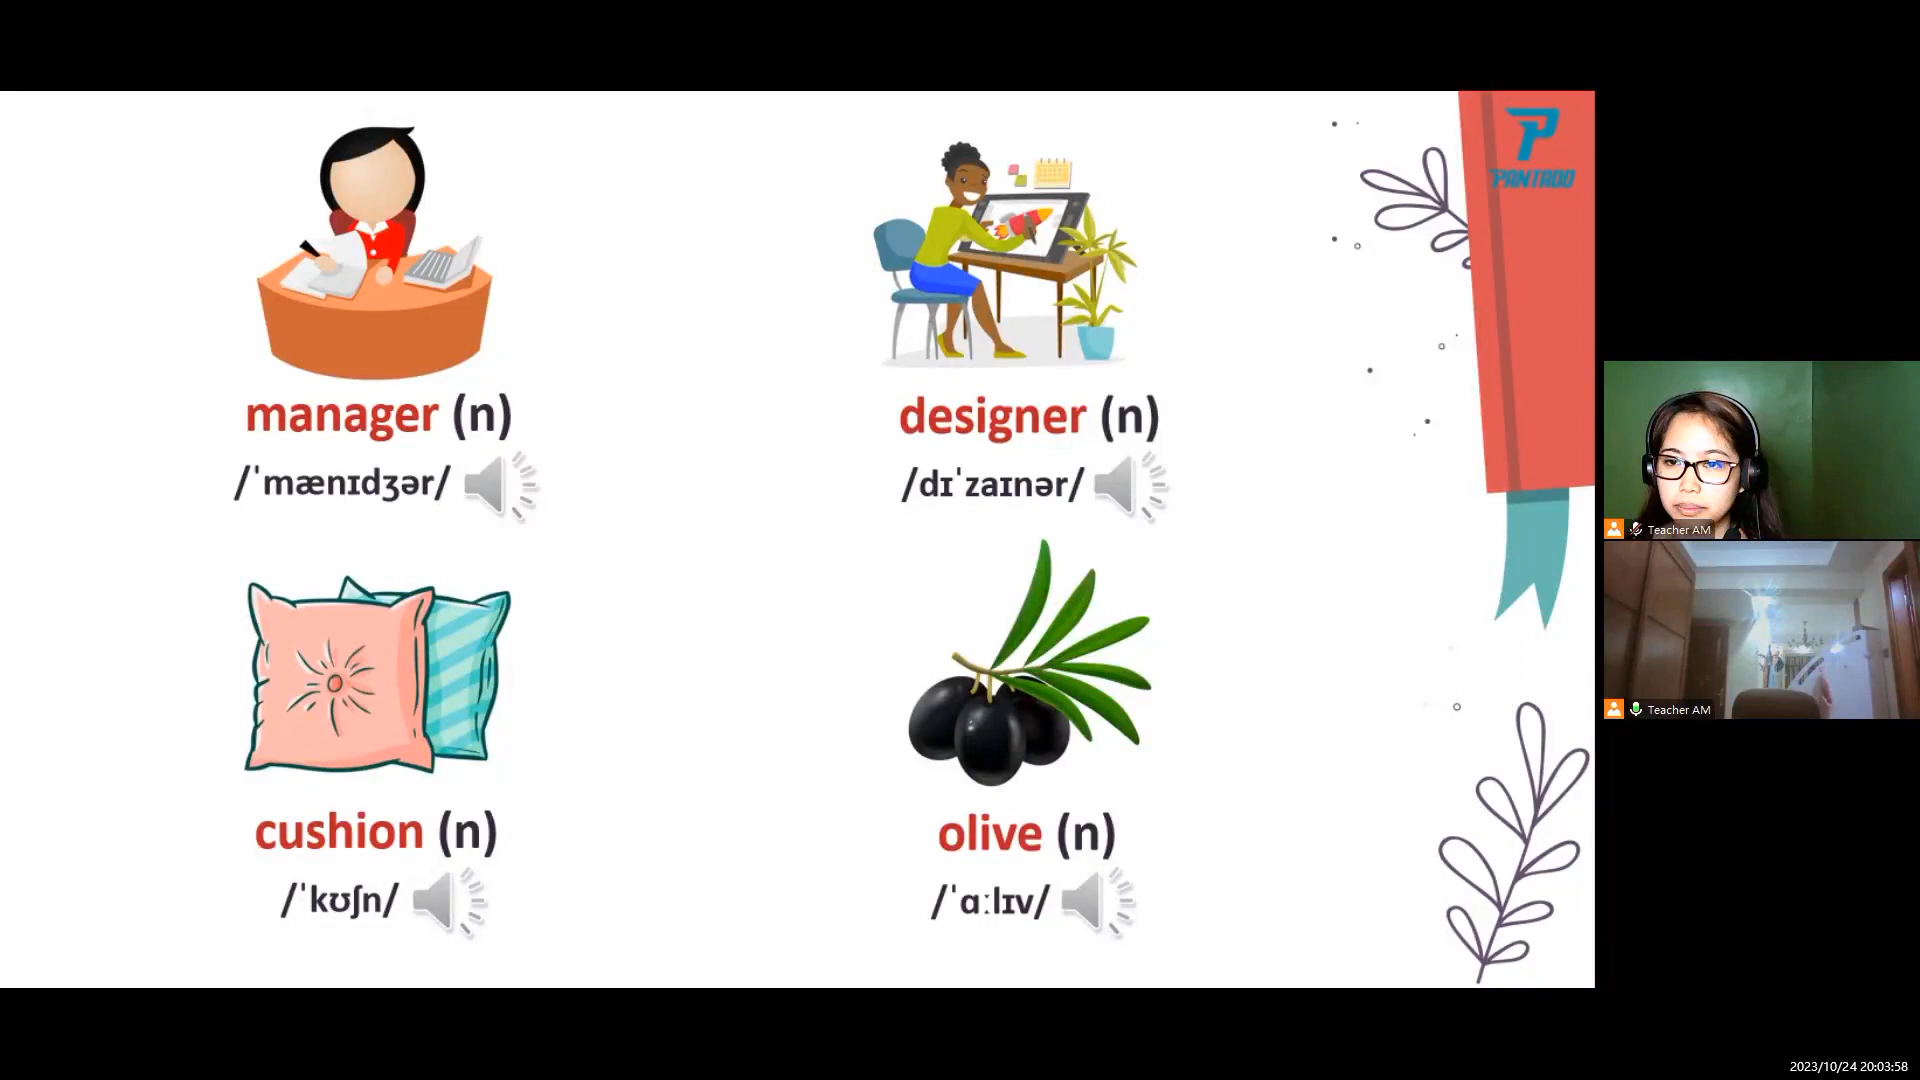 manager (n)
/ˈmænɪdʒər/
designer (n)
/dɪˈzaɪnər/
cushion (n)
/ˈkʊʃn/
olive (n)
/ˈɑːlɪv/
PANTADO
Teacher AM
Teacher AM
2023/10/24 20:03:58